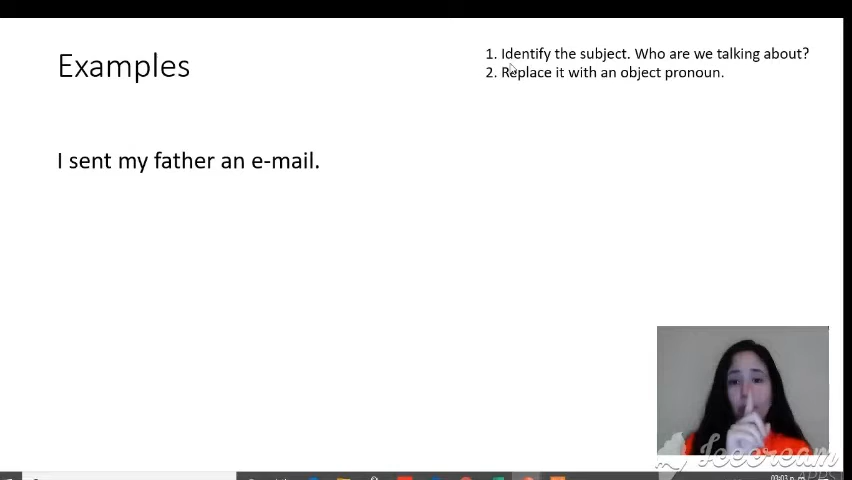 Examples
1. Identify the subject. Who are we talking about?
2. Replace it with an object pronoun.
I sent my father an e-mail.
Icecream
APPS